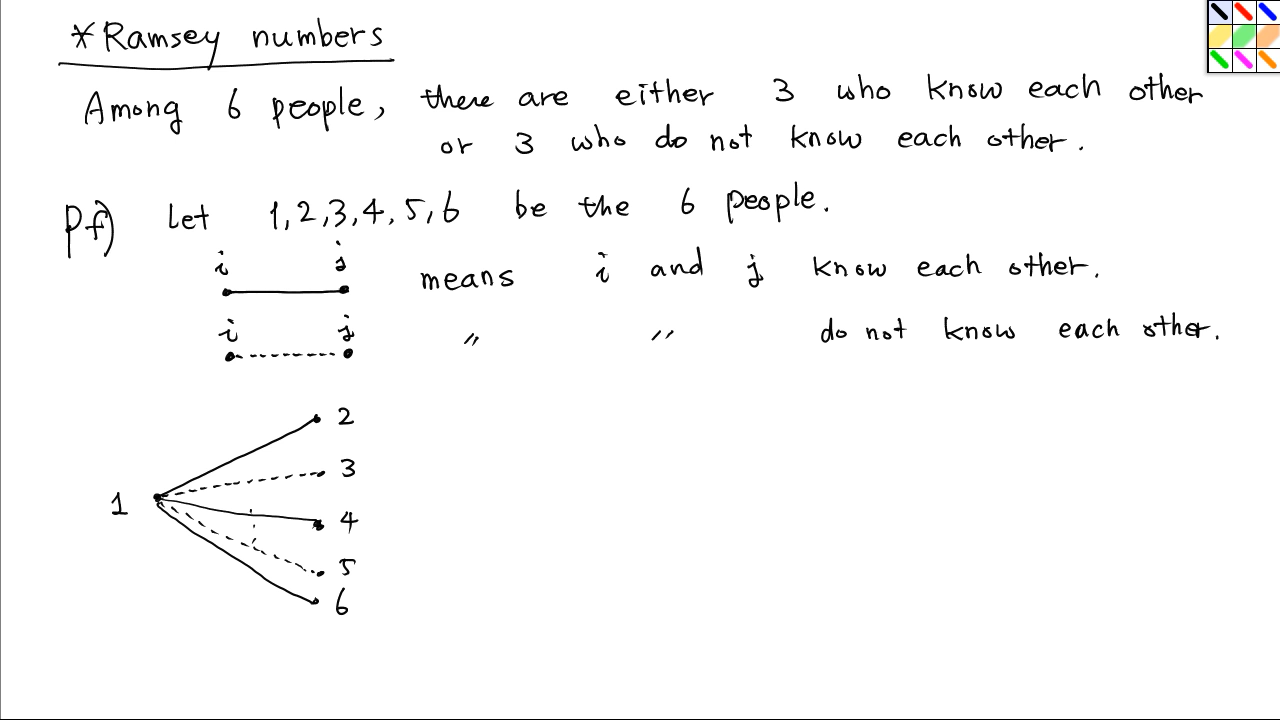 *Ramsey numbers
Among 6 people, there are either 3 who know each other
or 3 who do not know each other.
Pf) Let 1,2,3,4,5,6 be the 6 people.
i j means i and j know each other.
i j 〃 〃 do not know each other.
2
3
1
4
5
6